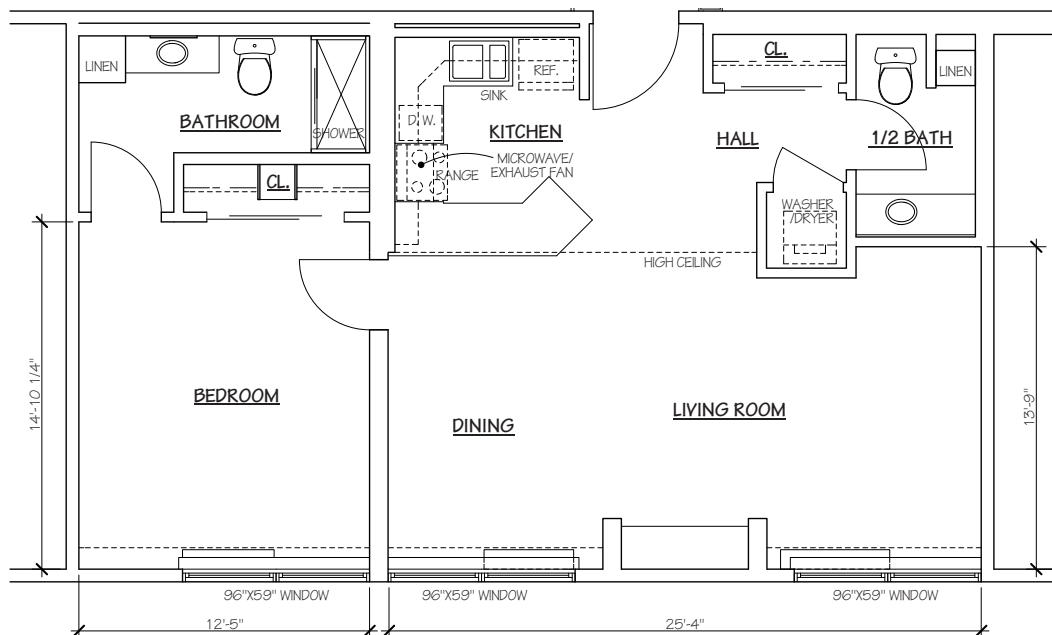 CL.
LINEN
LINEN
REF.
SINK
D.W.
BATHROOM
SHOWER
KITCHEN
HALL
1/2 BATH
MICROWAVE/
EXHAUST FAN
RANGE
CL.
WASHER
/DRYER
HIGH CEILING
14'-10 1/4"
BEDROOM
DINING
LIVING ROOM
13'-9"
96"X59" WINDOW
96"X59" WINDOW
96"X59" WINDOW
12'-5"
25'-4"